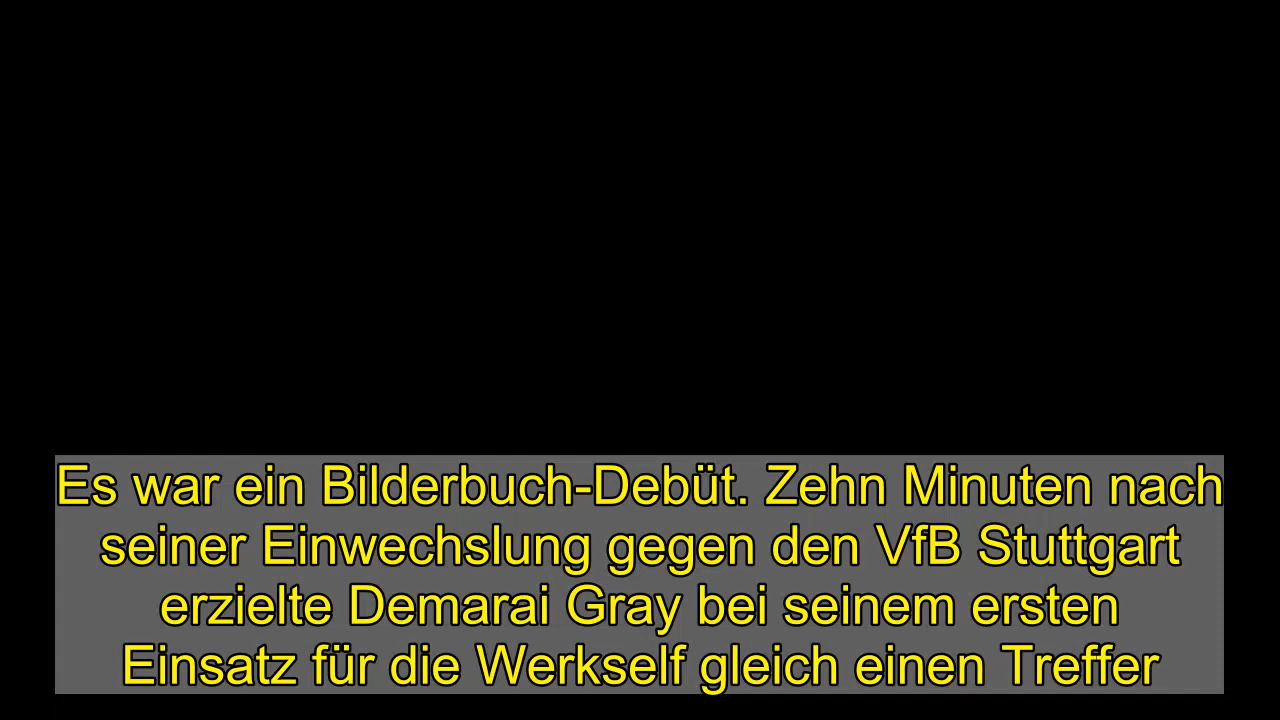 Es war ein Bilderbuch-Debüt. Zehn Minuten nach
seiner Einwechslung gegen den VfB Stuttgart
erzielte Demarai Gray bei seinem ersten
Einsatz für die Werkself gleich einen Treffer